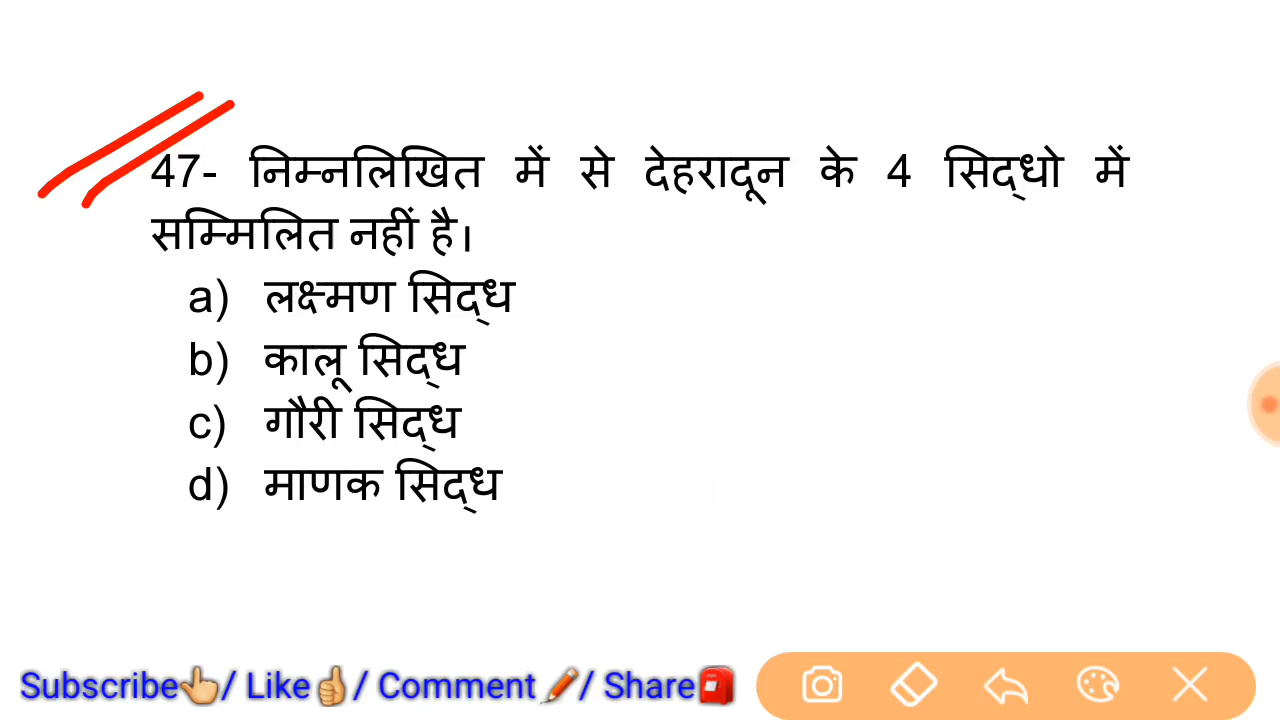 47- निम्नलिखित में से देहरादून के 4 सिद्धो में
सम्मिलित नहीं है।
a) लक्ष्मण सिद्ध
b) कालू सिद्ध
c) गौरी सिद्ध
d) माणक सिद्ध
Subscribe👆/ Like👍/ Comment ✏️/ Share📮